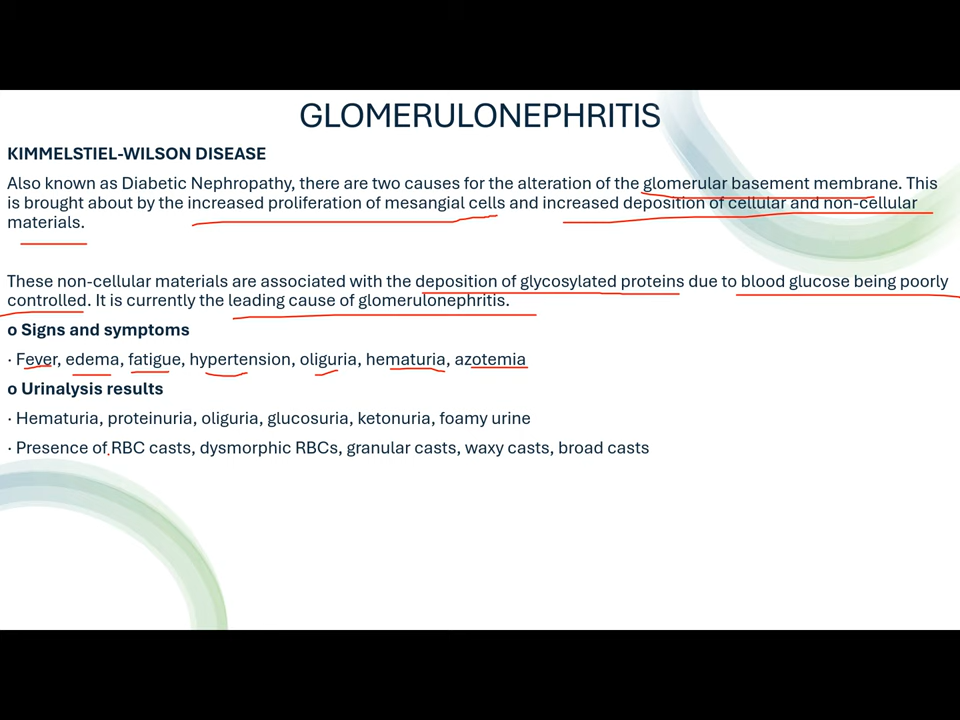 GLOMERULONEPHRITIS
KIMMELSTIEL-WILSON DISEASE
Also known as Diabetic Nephropathy, there are two causes for the alteration of the glomerular basement membrane. This
is brought about by the increased proliferation of mesangial cells and increased deposition of cellular and non-cellular
materials.
These non-cellular materials are associated with the deposition of glycosylated proteins due to blood glucose being poorly
controlled. It is currently the leading cause of glomerulonephritis.
o Signs and symptoms
· Fever, edema, fatigue, hypertension, oliguria, hematuria, azotemia
o Urinalysis results
· Hematuria, proteinuria, oliguria, glucosuria, ketonuria, foamy urine
· Presence of RBC casts, dysmorphic RBCs, granular casts, waxy casts, broad casts